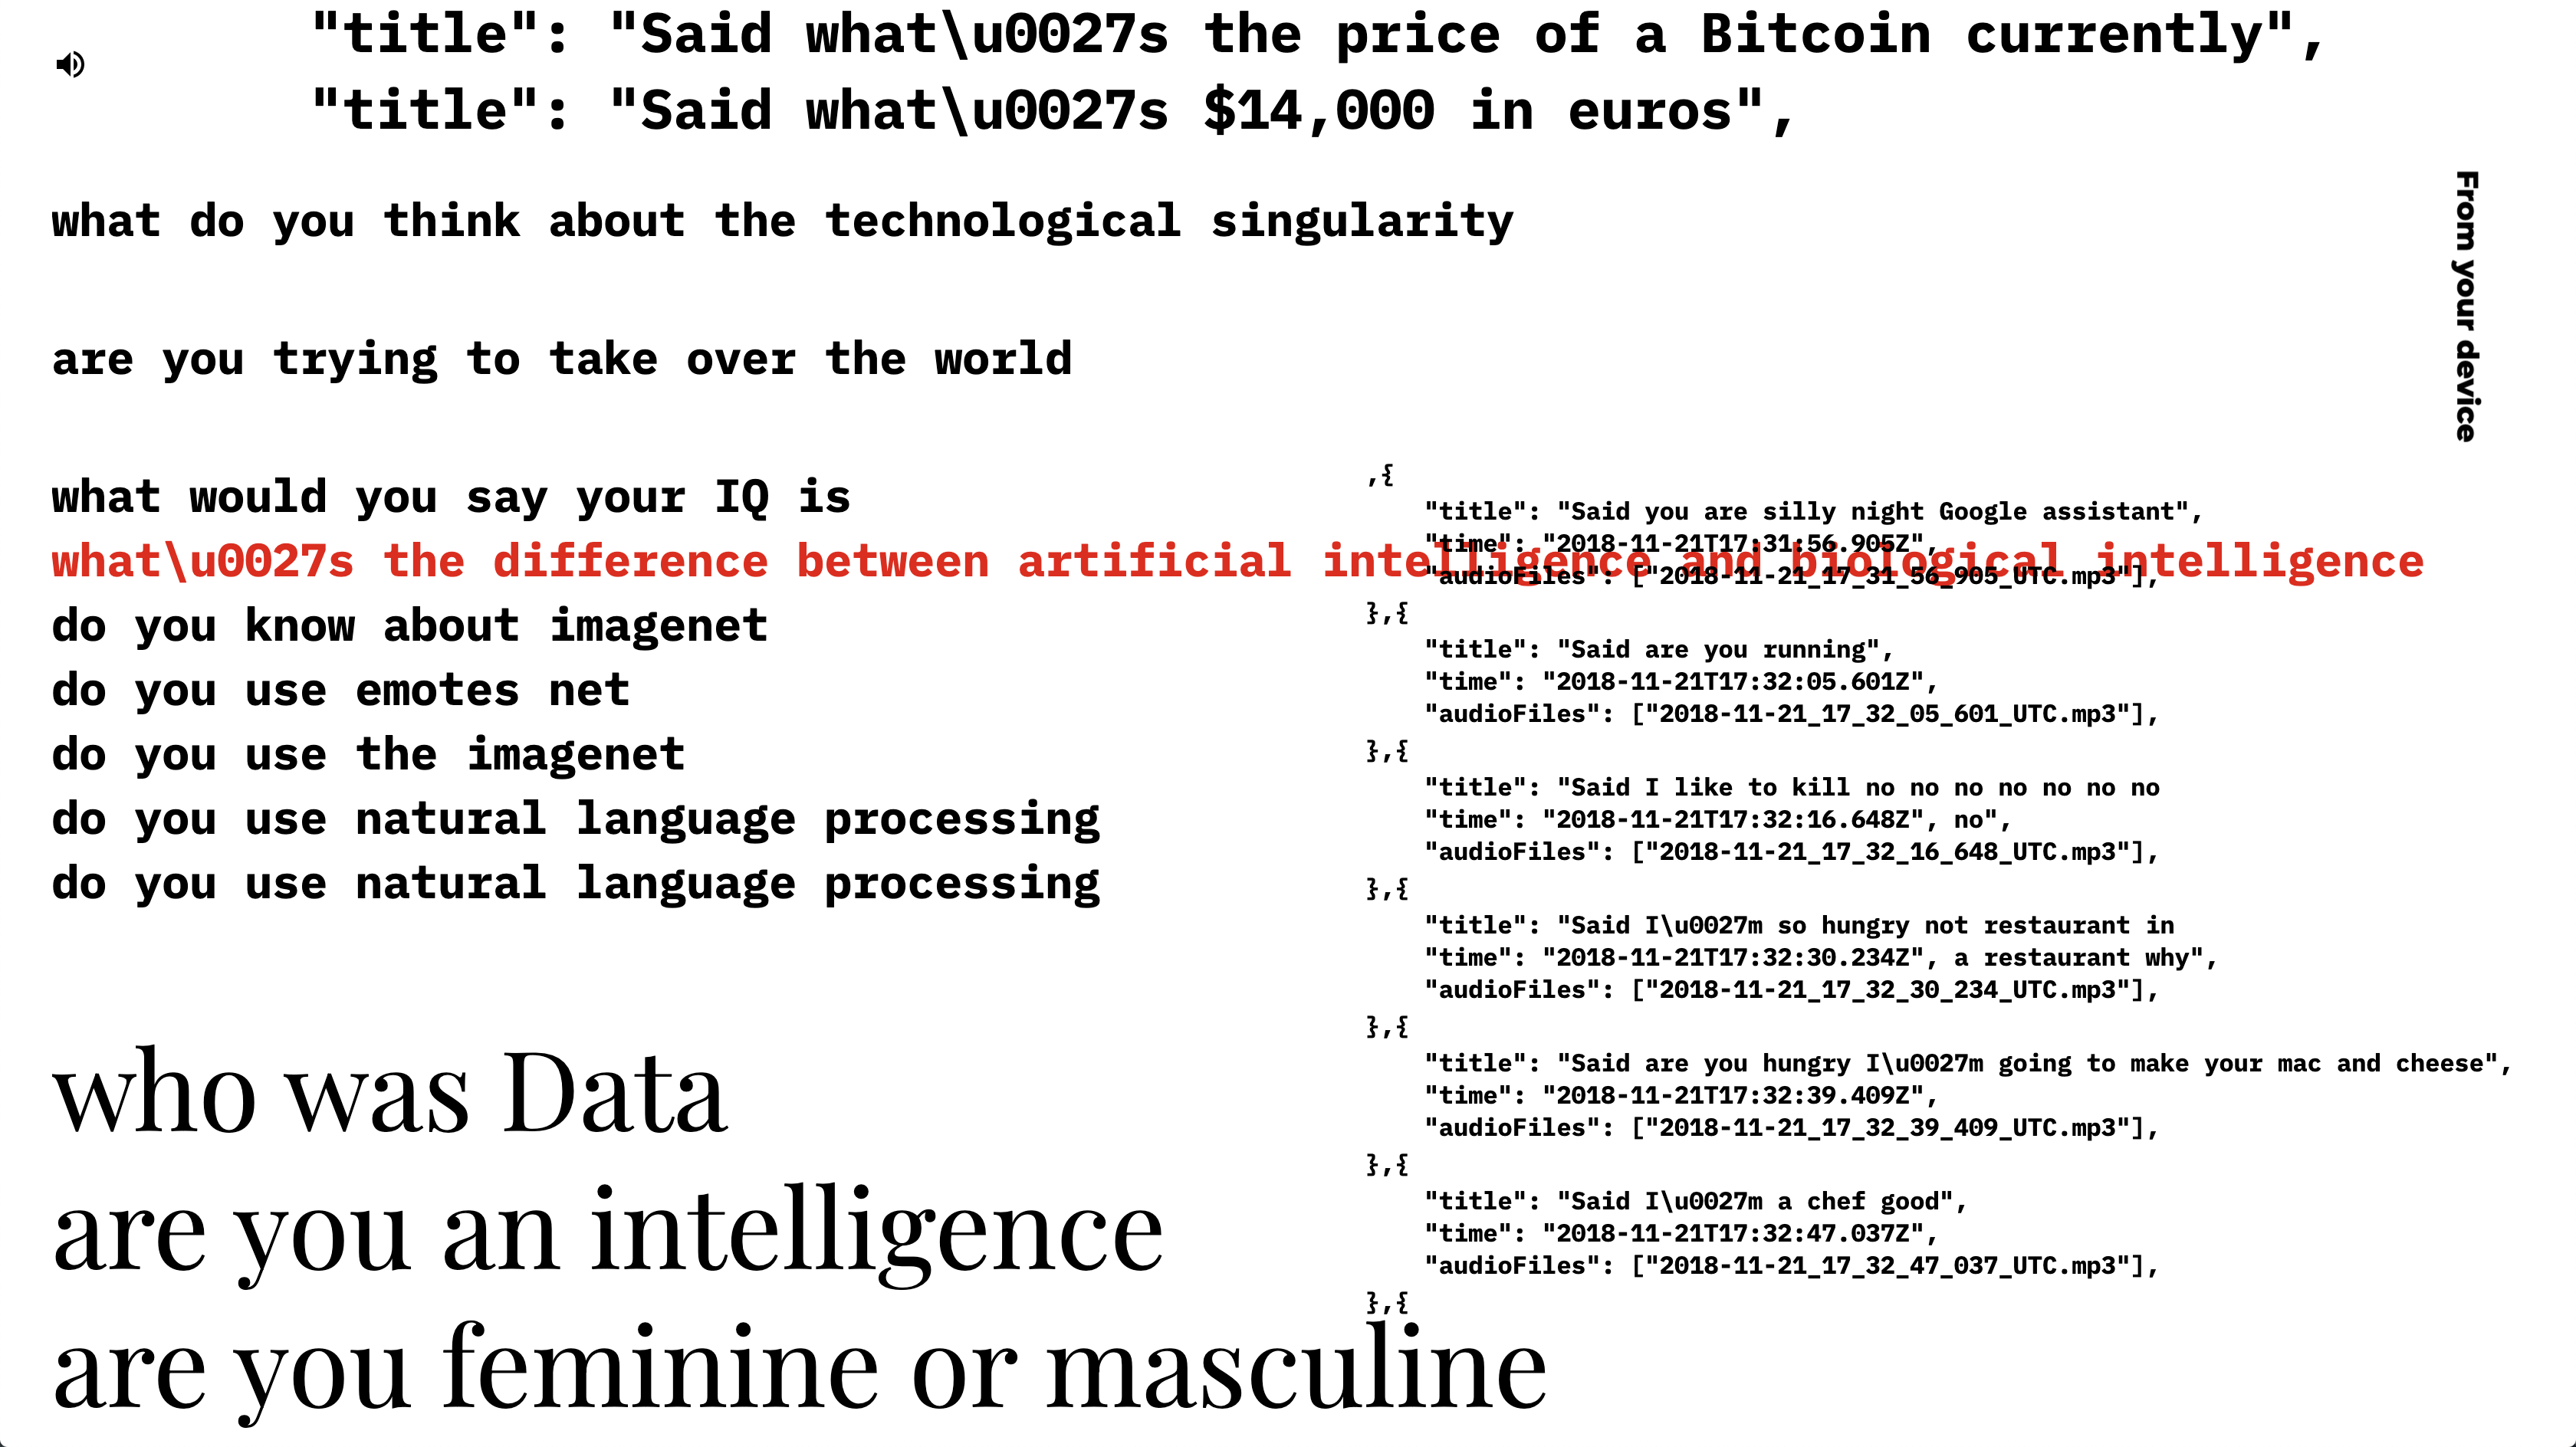 "title": "Said what\u0027s the price of a Bitcoin currently",
"title": "Said what\u0027s $14,000 in euros",
From your device
what do you think about the technological singularity
are you trying to take over the world
what would you say your IQ is
what\u0027s the difference between artificial intelligence and biological intelligence
do you know about imagenet
do you use emotes net
do you use the imagenet
do you use natural language processing
do you use natural language processing
,{
"title": "Said you are silly night Google assistant",
"time": "2018-11-21T17:31:56.905Z",
"audioFiles": ["2018-11-21_17_31_56_905_UTC.mp3"],
},{
"title": "Said are you running",
"time": "2018-11-21T17:32:05.601Z",
"audioFiles": ["2018-11-21_17_32_05_601_UTC.mp3"],
},{
"title": "Said I like to kill no no no no no no no
"time": "2018-11-21T17:32:16.648Z", no",
"audioFiles": ["2018-11-21_17_32_16_648_UTC.mp3"],
},{
"title": "Said I\u0027m so hungry not restaurant in
"time": "2018-11-21T17:32:30.234Z", a restaurant why",
"audioFiles": ["2018-11-21_17_32_30_234_UTC.mp3"],
},{
"title": "Said are you hungry I\u0027m going to make your mac and cheese",
"time": "2018-11-21T17:32:39.409Z",
"audioFiles": ["2018-11-21_17_32_39_409_UTC.mp3"],
},{
"title": "Said I\u0027m a chef good",
"time": "2018-11-21T17:32:47.037Z",
"audioFiles": ["2018-11-21_17_32_47_037_UTC.mp3"],
},{
who was Data
are you an intelligence
are you feminine or masculine